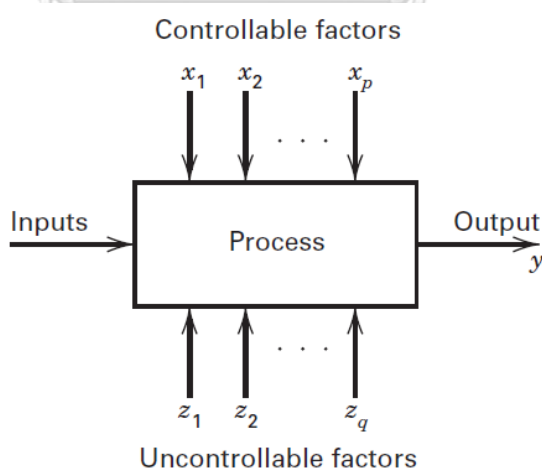 Controllable factors
x1 x2 xp
. . .
Inputs
Process
Output
y
. . .
z1 z2 zq
Uncontrollable factors